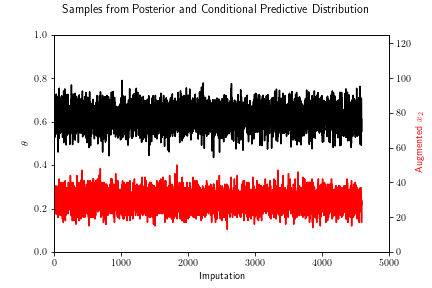 Samples from Posterior and Conditional Predictive Distribution
1.0
0.8
0.6
0.4
0.2
0.0
θ
0 1000 2000 3000 4000 5000
Imputation
120
100
80
60
40
20
0
Augmented x₂